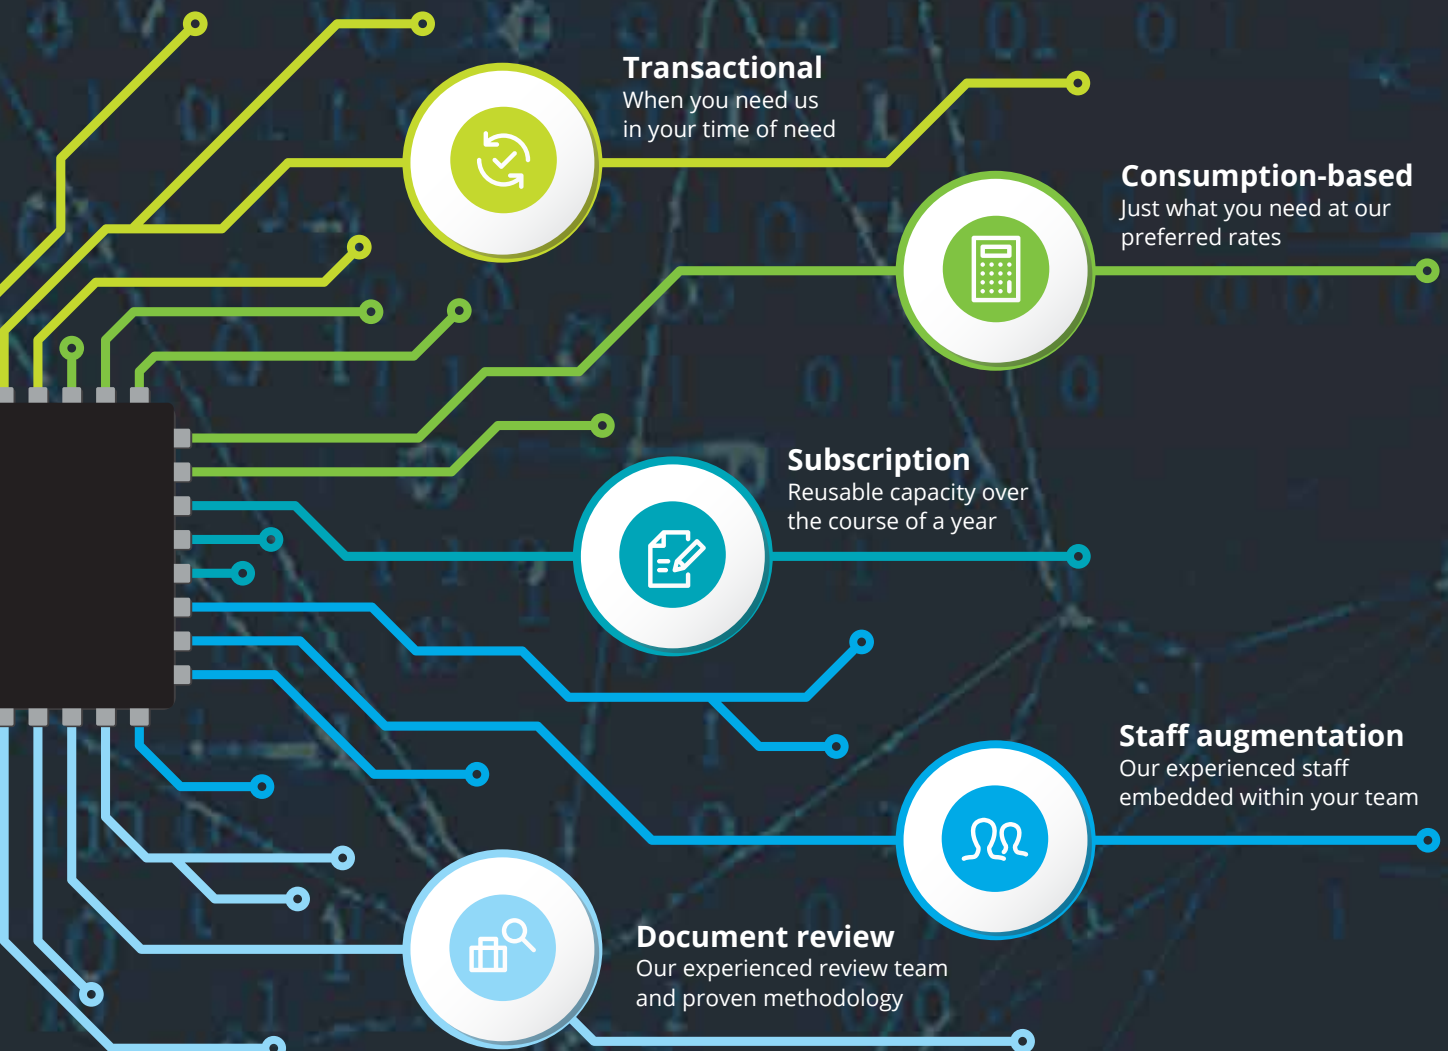 Transactional
When you need us
in your time of need
Consumption-based
Just what you need at our
preferred rates
Subscription
Reusable capacity over
the course of a year
Staff augmentation
Our experienced staff
embedded within your team
Document review
Our experienced review team
and proven methodology